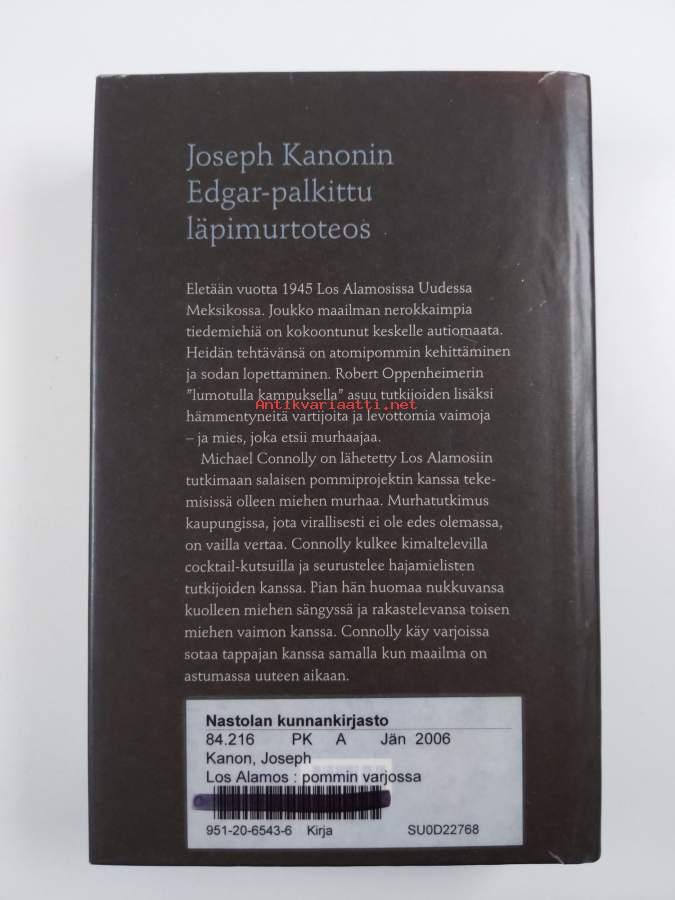 Joseph Kanonin
Edgar-palkittu
läpimurtoteos
Eletään vuotta 1945 Los Alamosissa Uudessa
Meksikossa. Joukko maailman nerokkaimpia
tiedemiehiä on kokoontunut keskelle autiomaata.
Heidän tehtävänsä on atomipommin kehittäminen
ja sodan lopettaminen. Robert Oppenheimerin
”lumotulla kampuksella” asuu tutkijoiden lisäksi
Antikvariaatti.net
hämmentyneitä vartijoita ja levottomia vaimoja
– ja mies, joka etsii murhaajaa.
Michael Connolly on lähetetty Los Alamosiin
tutkimaan salaisen pommiprojektin kanssa teke-
misissä olleen miehen murhaa. Murhatutkimus
kaupungissa, jota virallisesti ei ole edes olemassa,
on vailla vertaa. Connolly kulkee kimaltelevilla
cocktail-kutsuilla ja seurustelee hajamielisten
tutkijoiden kanssa. Pian hän huomaa nukkuvansa
kuolleen miehen sängyssä ja rakastelevansa toisen
miehen vaimon kanssa. Connolly käy varjoissa
sotaa tappajan kanssa samalla kun maailma on
astumassa uuteen aikaan.
Nastolan kunnankirjasto
84.216 PK A Jän 2006
Kanon, Joseph
Los Alamos : pommin varjossa
951-20-6543-6 Kirja SU0D22768